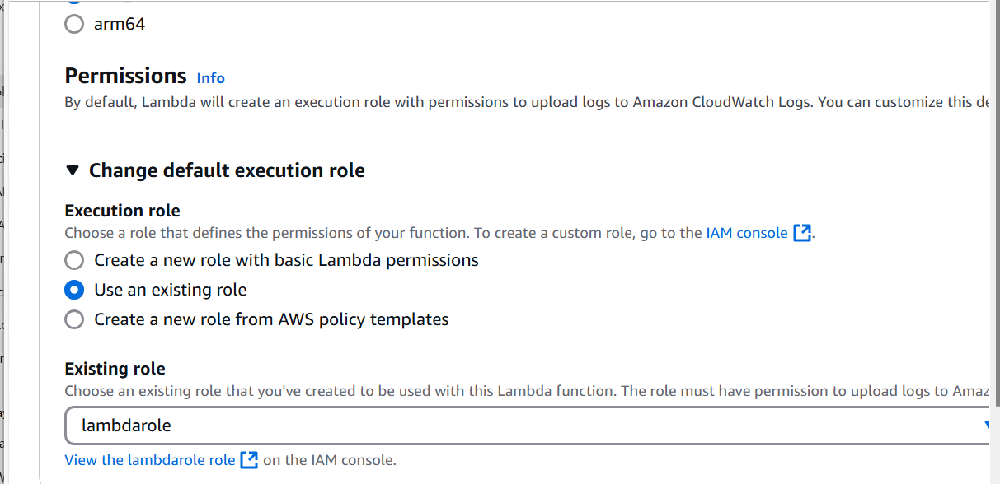 arm64
Permissions Info
By default, Lambda will create an execution role with permissions to upload logs to Amazon CloudWatch Logs. You can customize this
Change default execution role
Execution role
Choose a role that defines the permissions of your function. To create a custom role, go to the IAM console.
Create a new role with basic Lambda permissions
Use an existing role
Create a new role from AWS policy templates
Existing role
Choose an existing role that you've created to be used with this Lambda function. The role must have permission to upload logs to
lambdarole
View the lambdarole role on the IAM console.